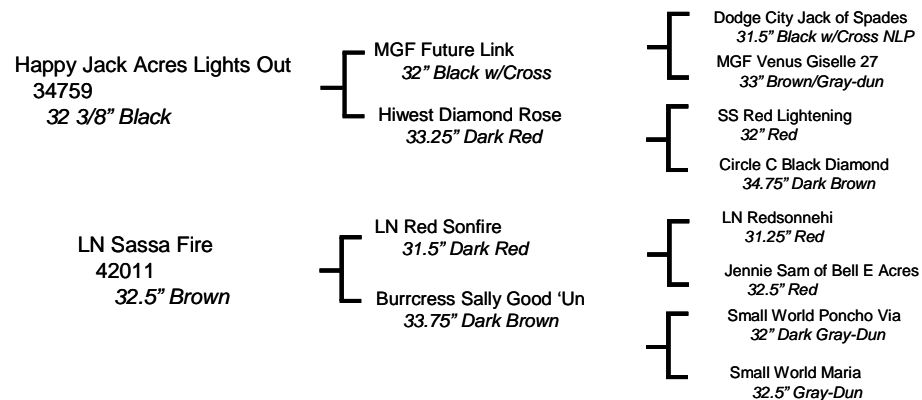 Happy Jack Acres Lights Out
34759
32 3/8” Black
MGF Future Link
32” Black w/Cross
Hiwest Diamond Rose
33.25” Dark Red
Dodge City Jack of Spades
31.5” Black w/Cross NLP
MGF Venus Giselle 27
33” Brown/Gray-dun
SS Red Lightening
32” Red
Circle C Black Diamond
34.75” Dark Brown
LN Sassa Fire
42011
32.5” Brown
LN Red Sonfire
31.5” Dark Red
Burrcress Sally Good ‘Un
33.75” Dark Brown
LN Redsonnehi
31.25” Red
Jennie Sam of Bell E Acres
32.5” Red
Small World Poncho Via
32” Dark Gray-Dun
Small World Maria
32.5” Gray-Dun